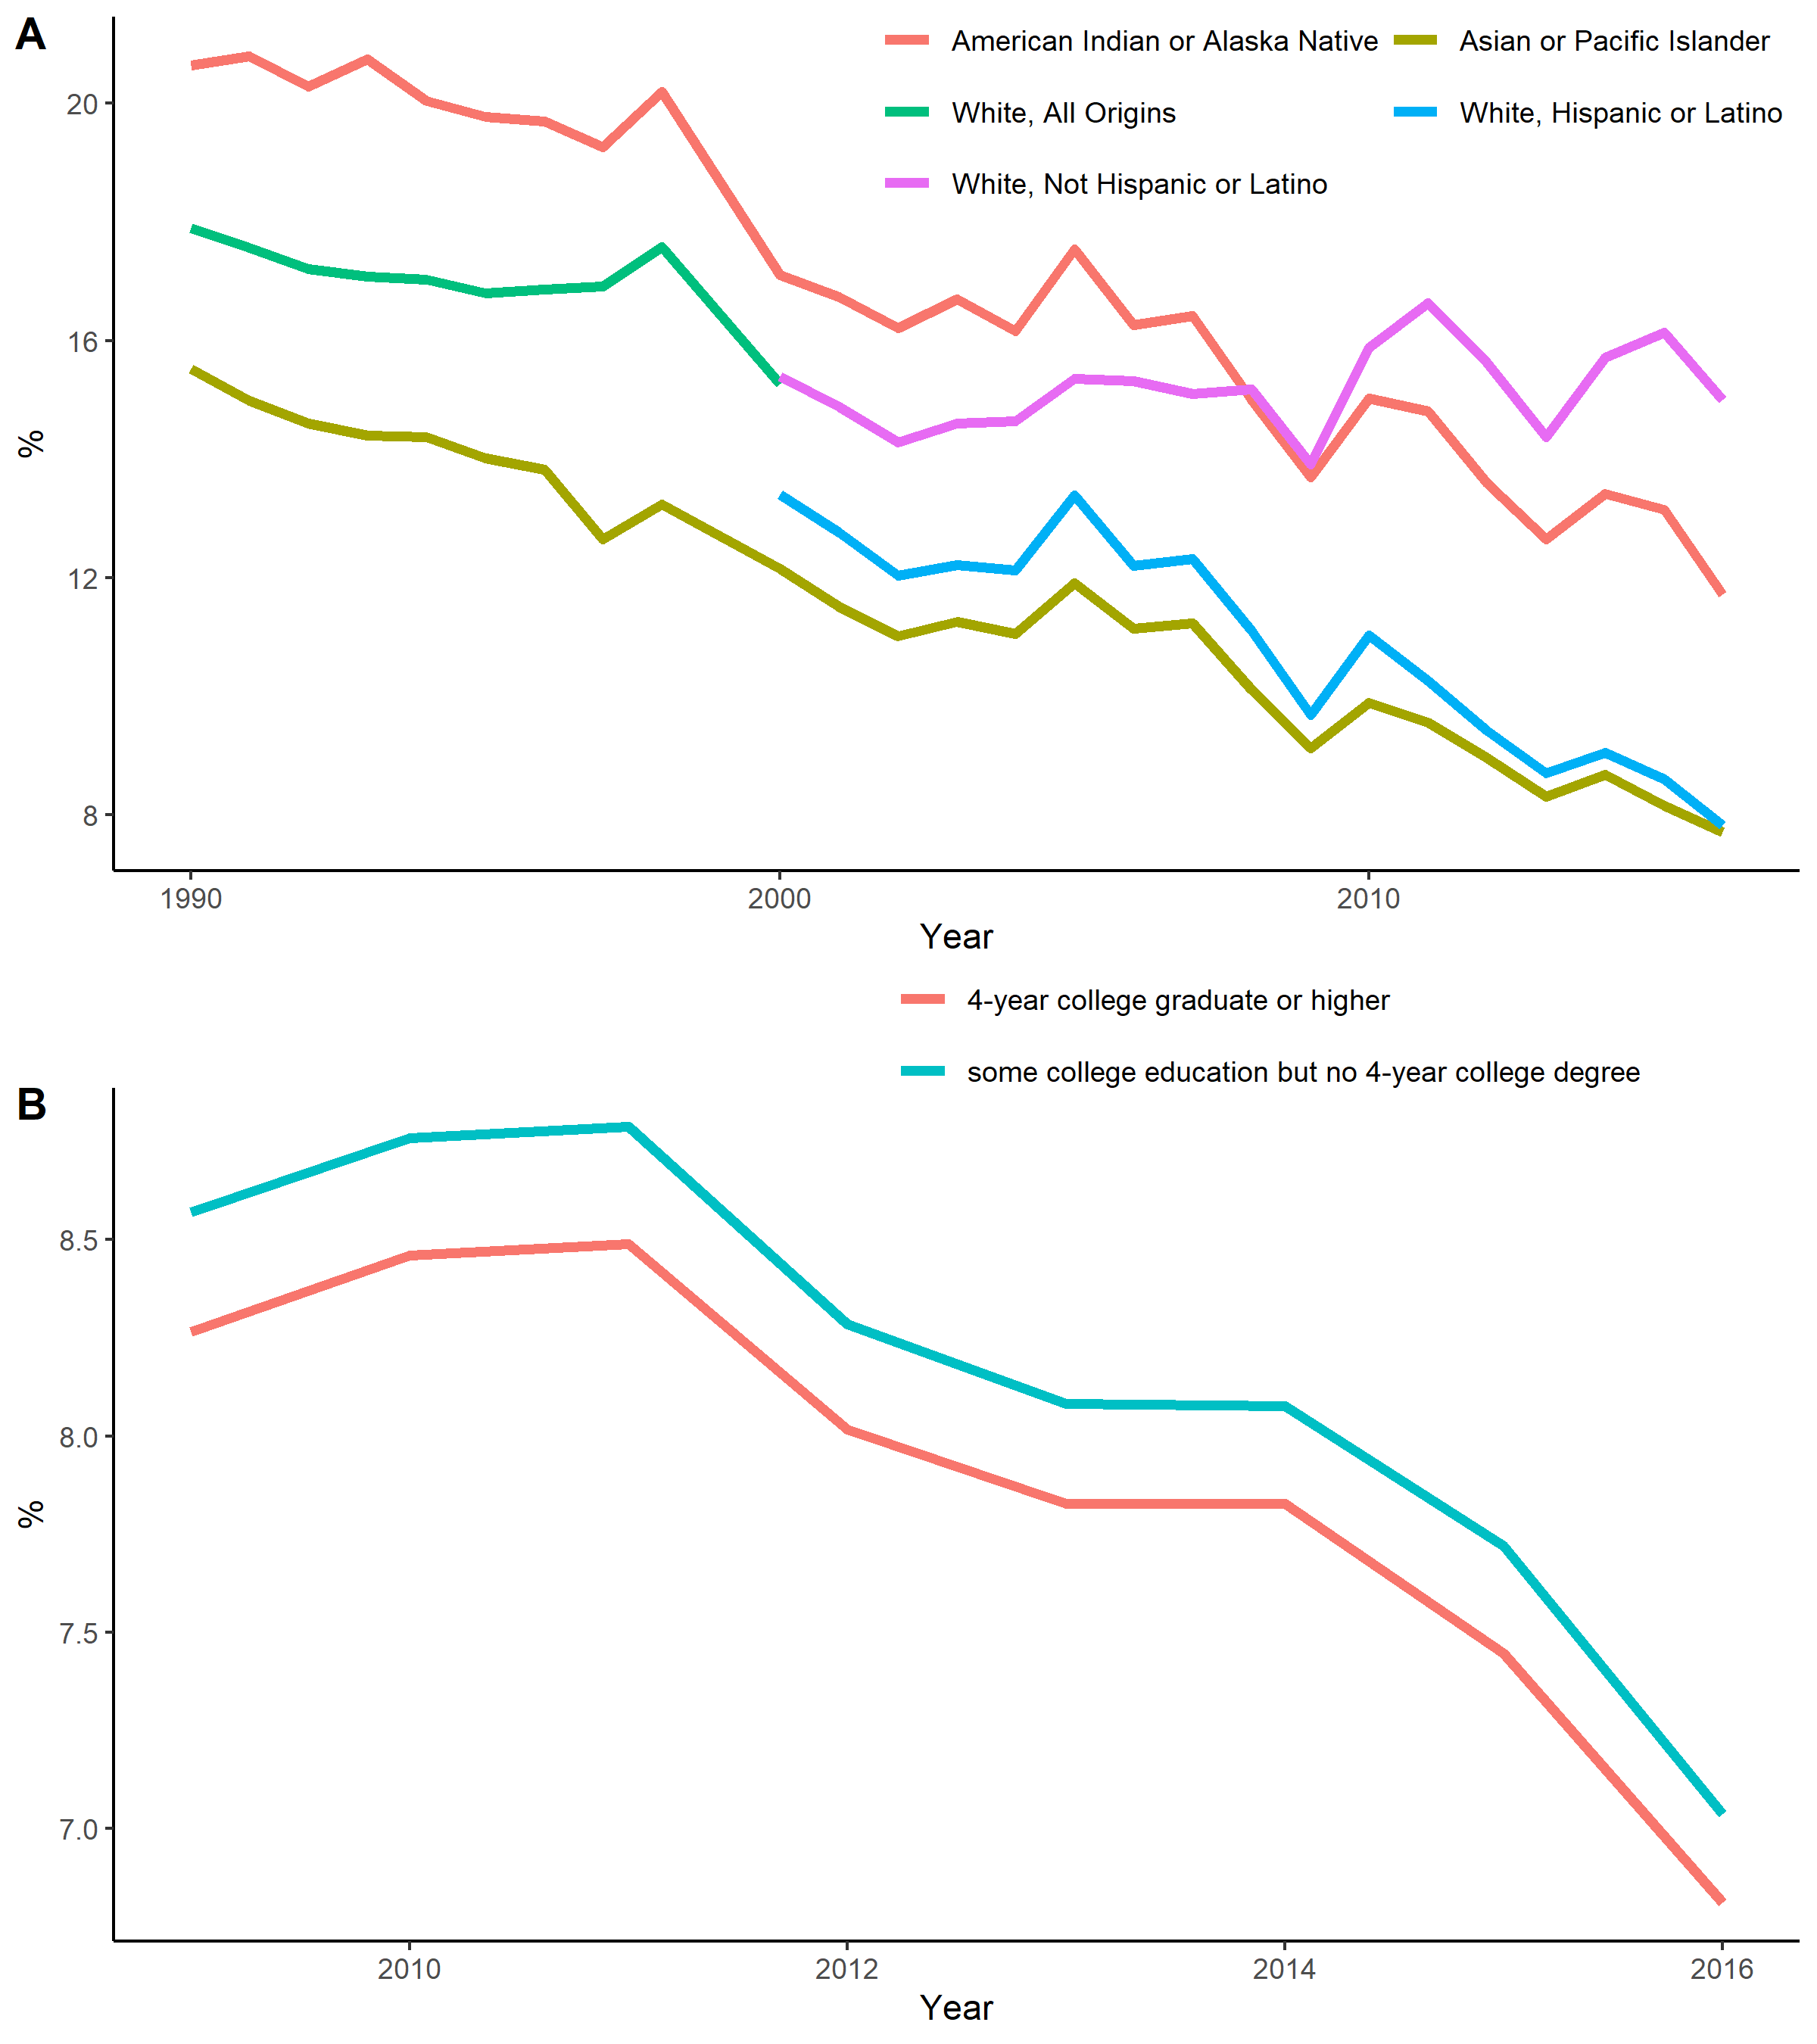 A
American Indian or Alaska Native Asian or Pacific Islander
White, All Origins White, Hispanic or Latino
White, Not Hispanic or Latino
20
16
12
8
%
1990 2000 2010
Year
4-year college graduate or higher
some college education but no 4-year college degree
B
8.5
8.0
7.5
7.0
%
2010 2012 2014 2016
Year